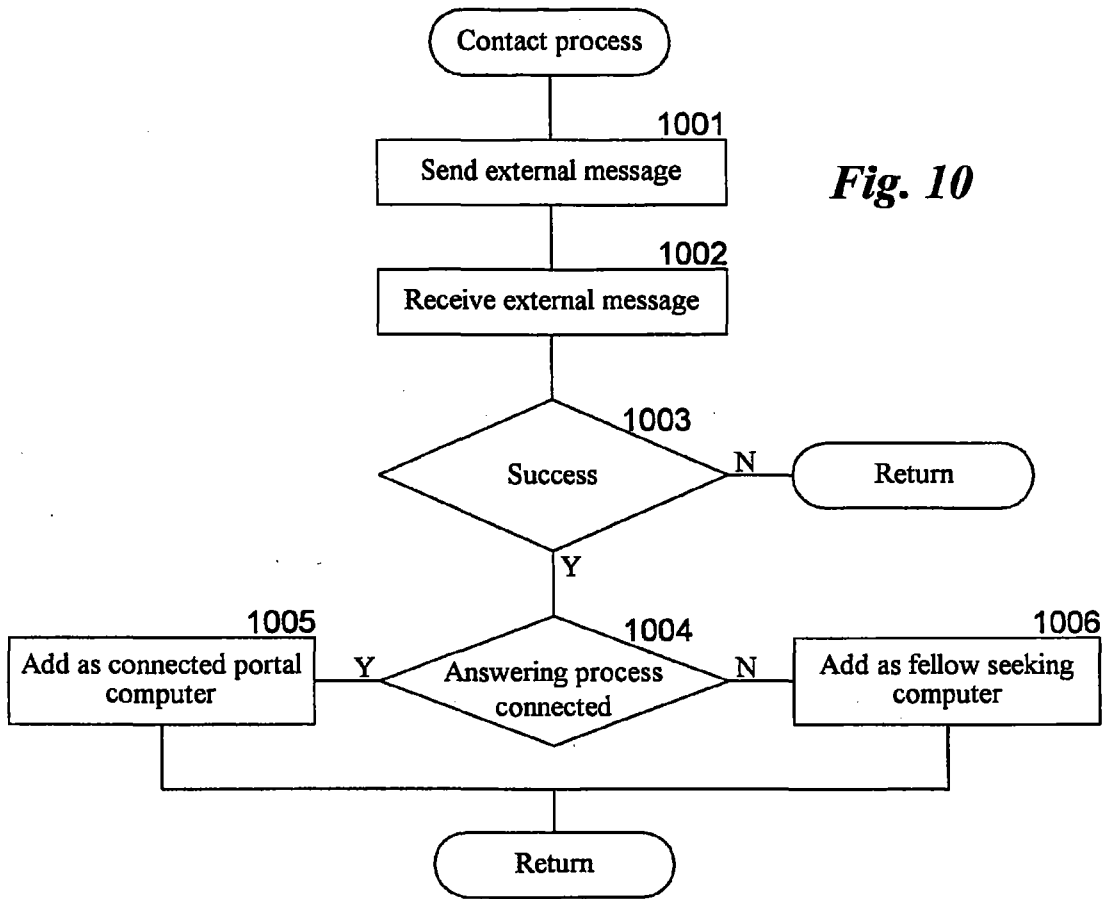 Contact process
1001
Send external message
Fig. 10
1002
Receive external message
1003
Success
N
Return
Y
1005
Add as connected portal
computer
Y
1004
Answering process
connected
N
1006
Add as fellow seeking
computer
Return